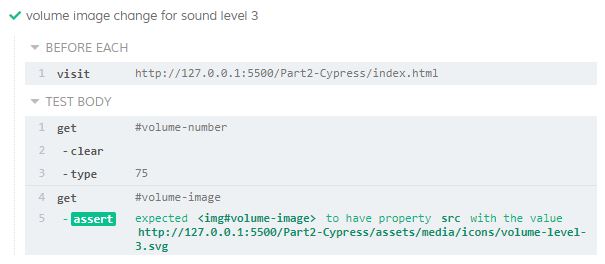 volume image change for sound level 3
BEFORE EACH
1 visit http://127.0.0.1:5500/Part2-Cypress/index.html
TEST BODY
1 get #volume-number
2 -clear
3 -type 75
4 get #volume-image
5 -assert expected <img#volume-image> to have property src with the value
http://127.0.0.1:5500/Part2-Cypress/assets/media/icons/volume-level-
3.svg